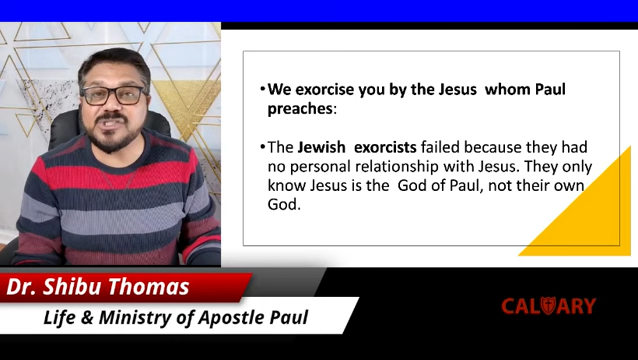 •We exorcise you by the Jesus whom Paul
preaches:
•The Jewish exorcists failed because they had
no personal relationship with Jesus. They only
know Jesus is the God of Paul, not their own
God.
Dr. Shibu Thomas
Life & Ministry of Apostle Paul
CALVARY